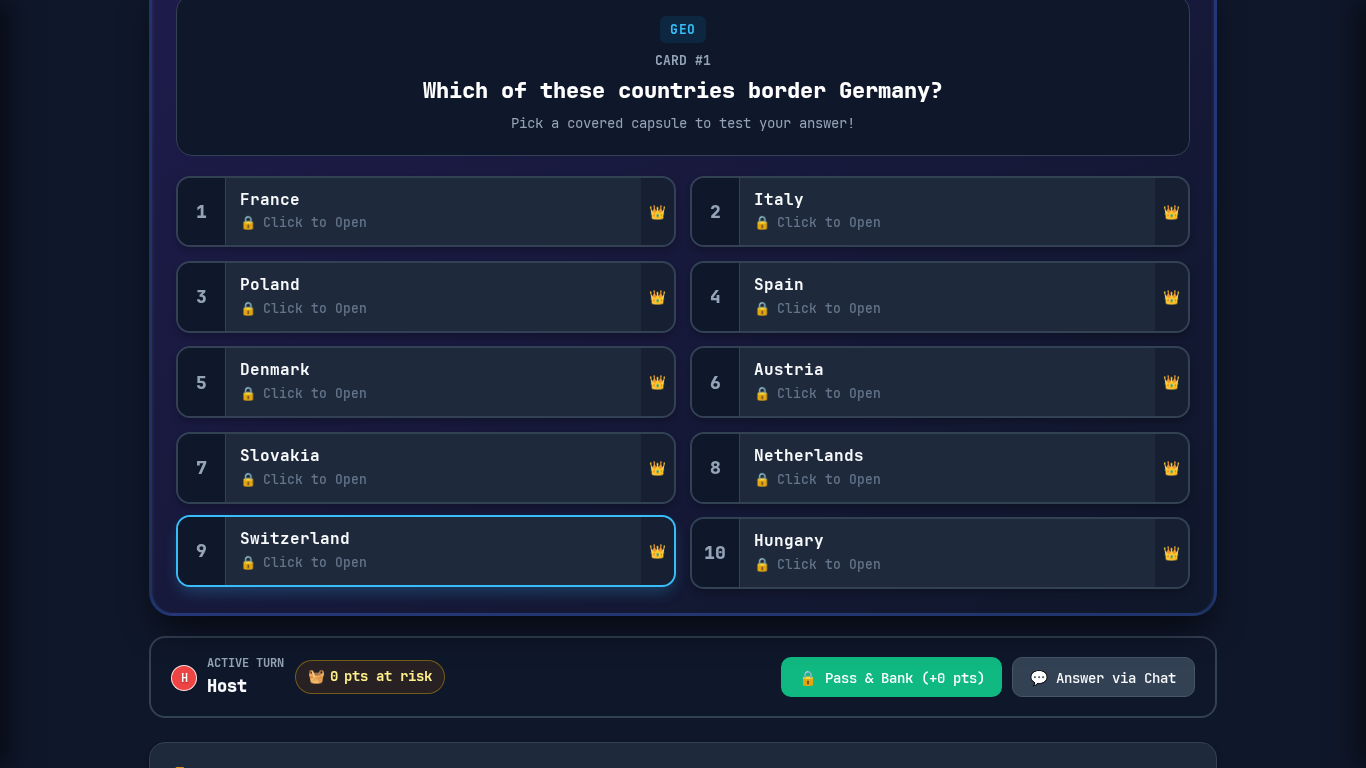 GEO
CARD #1
Which of these countries border Germany?
Pick a covered capsule to test your answer!
1
France
🔒 Click to Open
👑
2
Italy
🔒 Click to Open
👑
3
Poland
🔒 Click to Open
👑
4
Spain
🔒 Click to Open
👑
5
Denmark
🔒 Click to Open
👑
6
Austria
🔒 Click to Open
👑
7
Slovakia
🔒 Click to Open
👑
8
Netherlands
🔒 Click to Open
👑
9
Switzerland
🔒 Click to Open
👑
10
Hungary
🔒 Click to Open
👑
H
ACTIVE TURN
Host
🧺 0 pts at risk
🔒 Pass & Bank (+0 pts)
💬 Answer via Chat